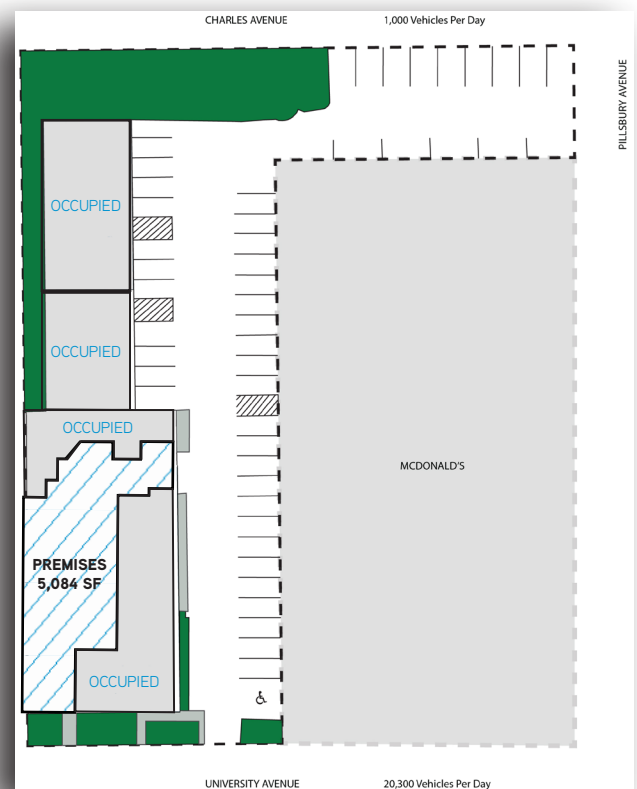 CHARLES AVENUE 1,000 Vehicles Per Day
PILLSBURY AVENUE
OCCUPIED
OCCUPIED
OCCUPIED
MCDONALD'S
PREMISES
5,084 SF
OCCUPIED
UNIVERSITY AVENUE 20,300 Vehicles Per Day